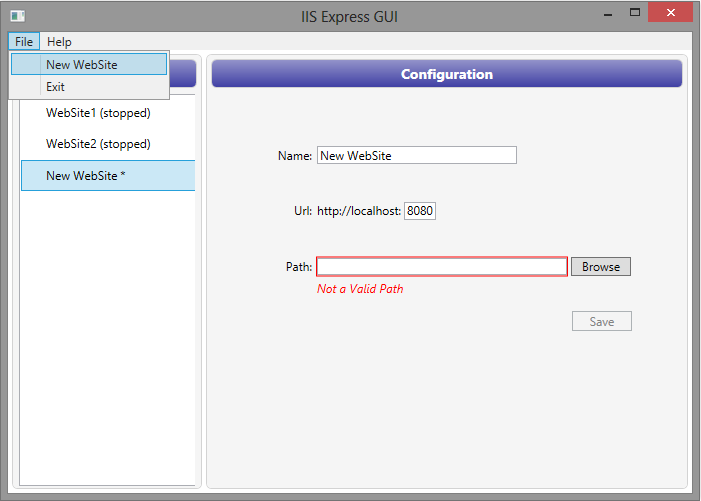 IIS Express GUI
File Help
New WebSite
Exit
Configuration
WebSite1 (stopped)
WebSite2 (stopped)
New WebSite *
Name: New WebSite
Url: http://localhost: 8080
Path: Browse
Not a Valid Path
Save